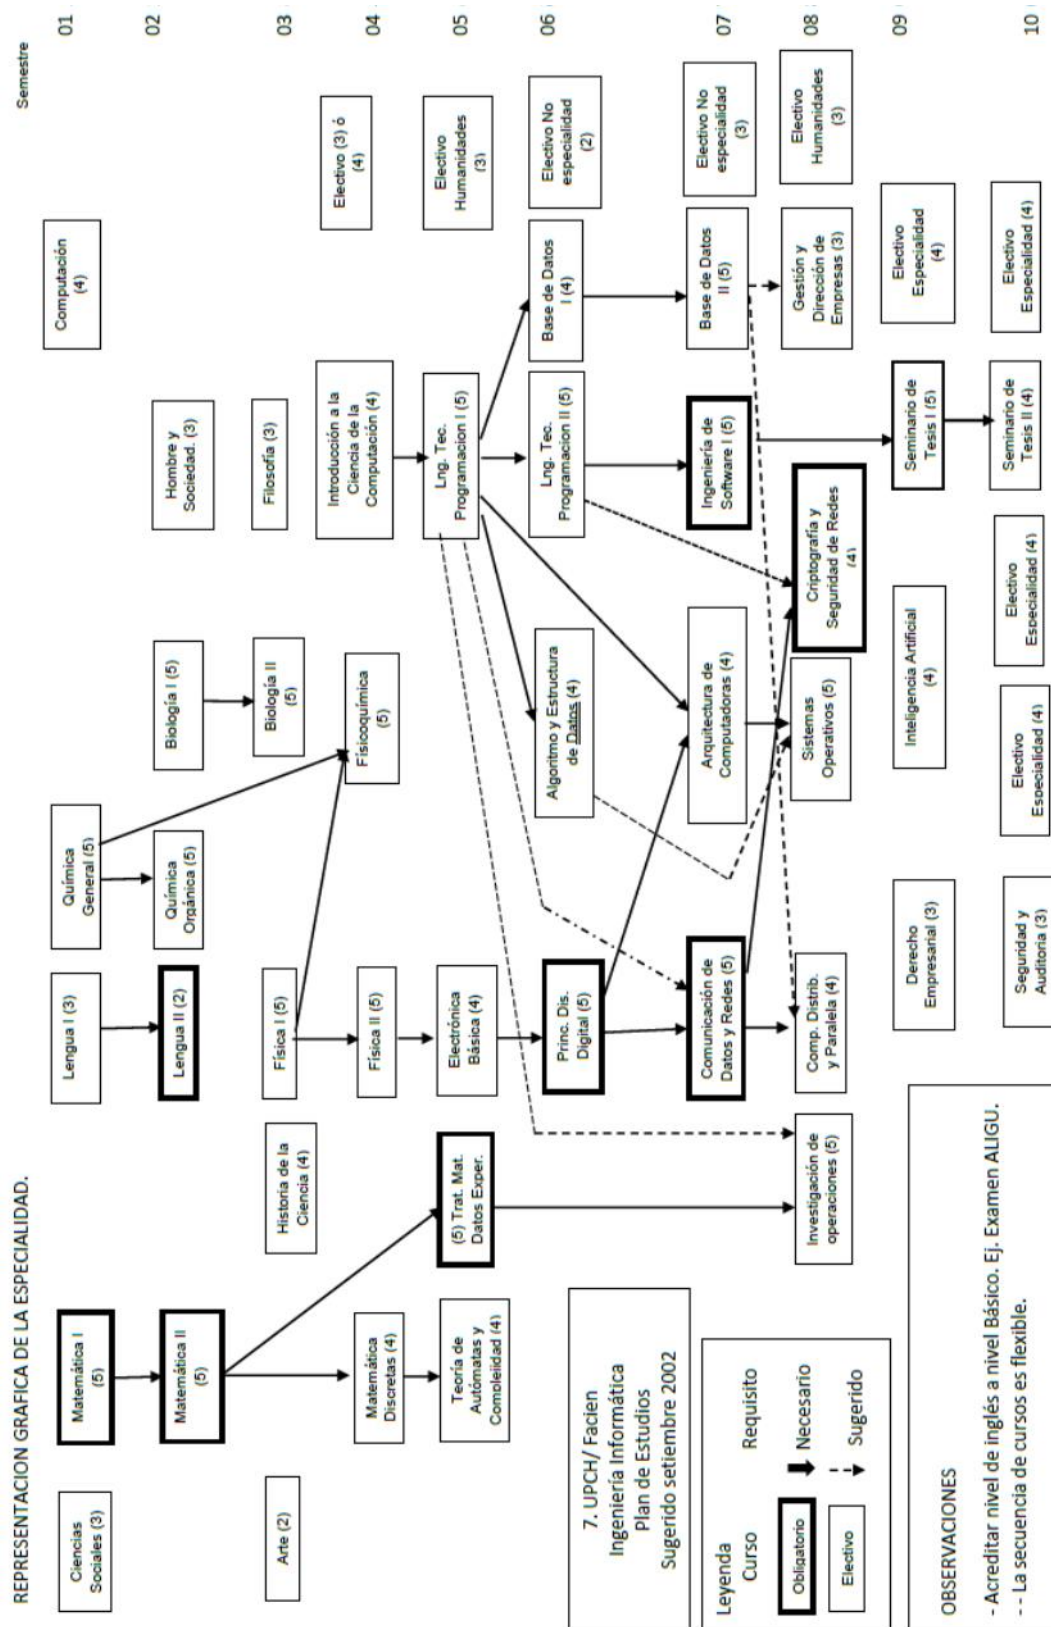 REPRESENTACION GRAFICA DE LA ESPECIALIDAD.
Semestre
01
Ciencias
Sociales (3)
Matemática I
(5)
Lengua I (3)
Química
General (5)
Computación
(4)
02
Matemática II
(5)
Lengua II (2)
Química
Orgánica (5)
Biología I (5)
Hombre y
Sociedad. (3)
03
Arte (2)
Historia de la
Ciencia (4)
Física I (5)
Biología II
(5)
Filosofía (3)
04
Matemática
Discretas (4)
Física II (5)
Fisicoquímica
(5)
Introducción a la
Ciencia de la
Computación (4)
Electivo (3) ó
(4)
05
Teoría de
Autómatas y
Complejidad (4)
(5) Trat. Mat.
Datos Exper.
Electrónica
Básica (4)
Lng. Tec.
Programacion I (5)
Electivo
Humanidades
(3)
06
Princ. Dis.
Digital (5)
Algoritmo y Estructura
de Datos (4)
Lng. Tec.
Programacion II (5)
Base de Datos
I (4)
Electivo No
especialidad
(2)
07
Comunicación de
Datos y Redes (5)
Arquitectura de
Computadoras (4)
Ingeniería de
Software I (5)
Base de Datos
II (5)
Electivo No
especialidad
(3)
08
Investigación de
operaciones (5)
Comp. Distrib.
y Paralela (4)
Sistemas
Operativos (5)
Criptografía y
Seguridad de Redes
(4)
Gestión y
Dirección de
Empresas (3)
Electivo
Humanidades
(3)
09
Derecho
Empresarial (3)
Inteligencia Artificial
(4)
Seminario de
Tesis I (5)
Electivo
Especialidad
(4)
10
Seguridad y
Auditoria (3)
Electivo
Especialidad (4)
Electivo
Especialidad (4)
Seminario de
Tesis II (4)
Electivo
Especialidad (4)
7. UPCH/ Facien
Ingeniería Informática
Plan de Estudios
Sugerido setiembre 2002
Leyenda
Curso Requisito
Obligatorio Necesario
Electivo Sugerido
OBSERVACIONES
- Acreditar nivel de inglés a nivel Básico. Ej. Examen ALIGU.
- - La secuencia de cursos es flexible.